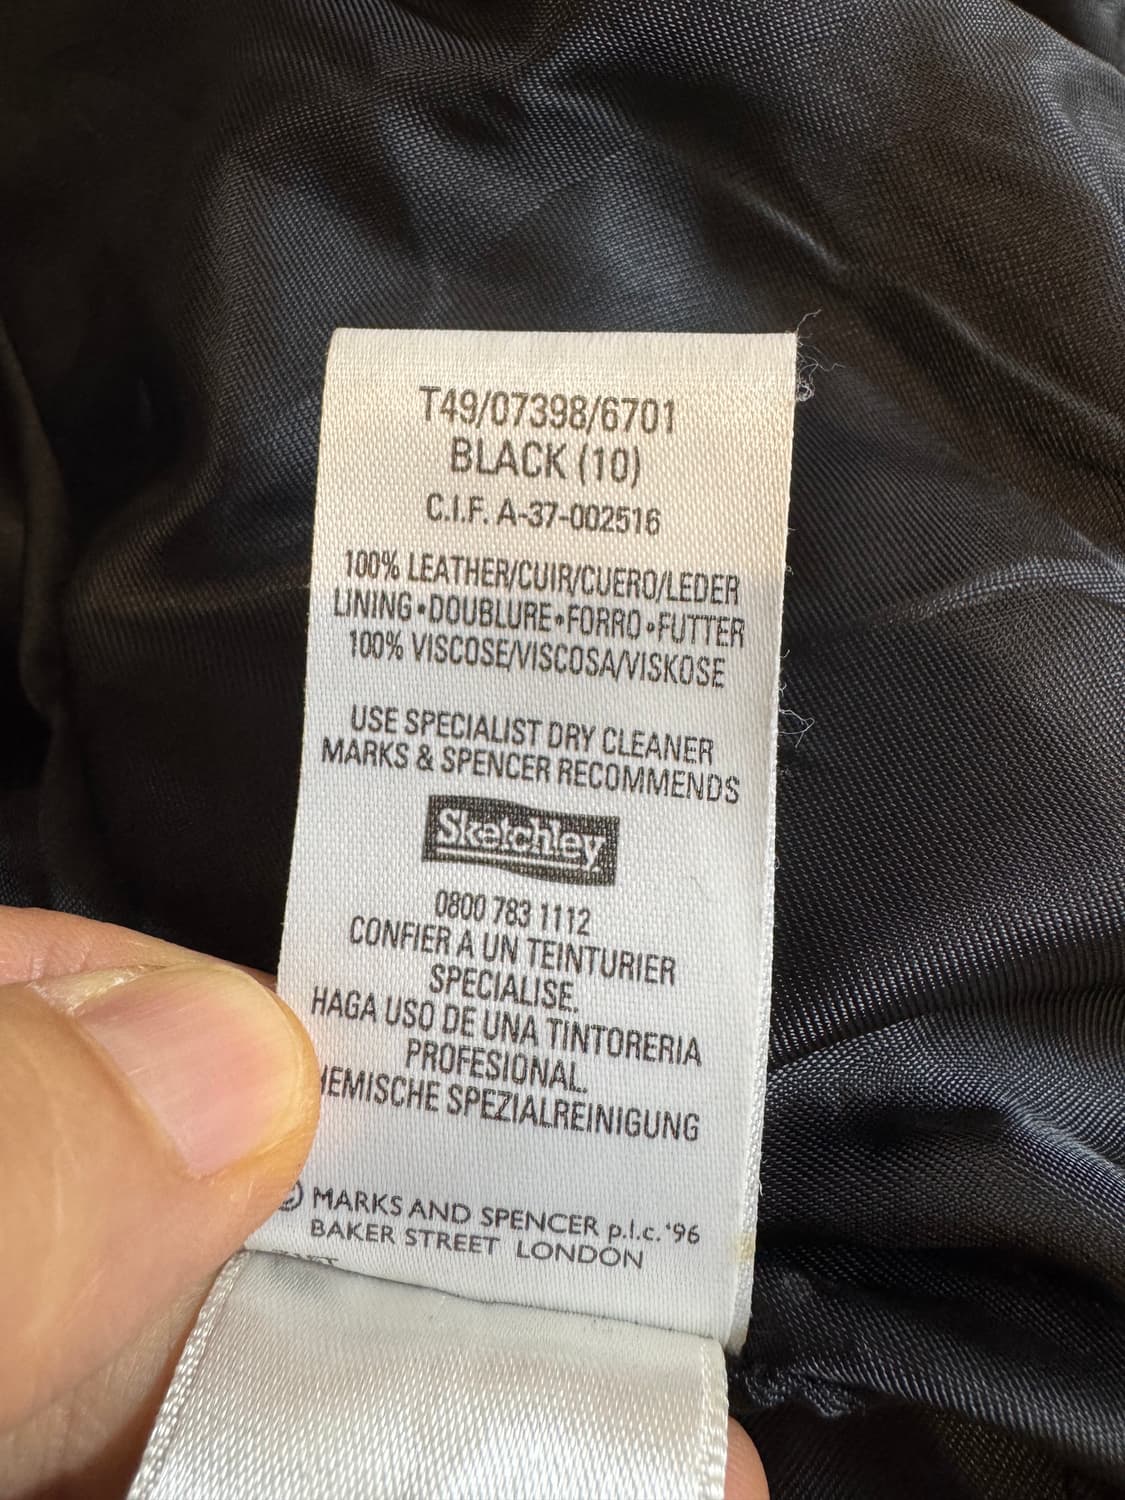 T49/07398/6701
BLACK (10)
C.I.F. A-37-002516
100% LEATHER/CUIR/CUERO/LEDER
LINING•DOUBLURE•FORRO•FUTTER
100% VISCOSE/VISCOSA/VISKOSE
USE SPECIALIST DRY CLEANER
MARKS & SPENCER RECOMMENDS
Sketchley
0800 783 1112
CONFIER A UN TEINTURIER
SPECIALISE.
HAGA USO DE UNA TINTORERIA
PROFESIONAL.
HEMISCHE SPEZIALREINIGUNG
© MARKS AND SPENCER p.l.c. '96
BAKER STREET LONDON